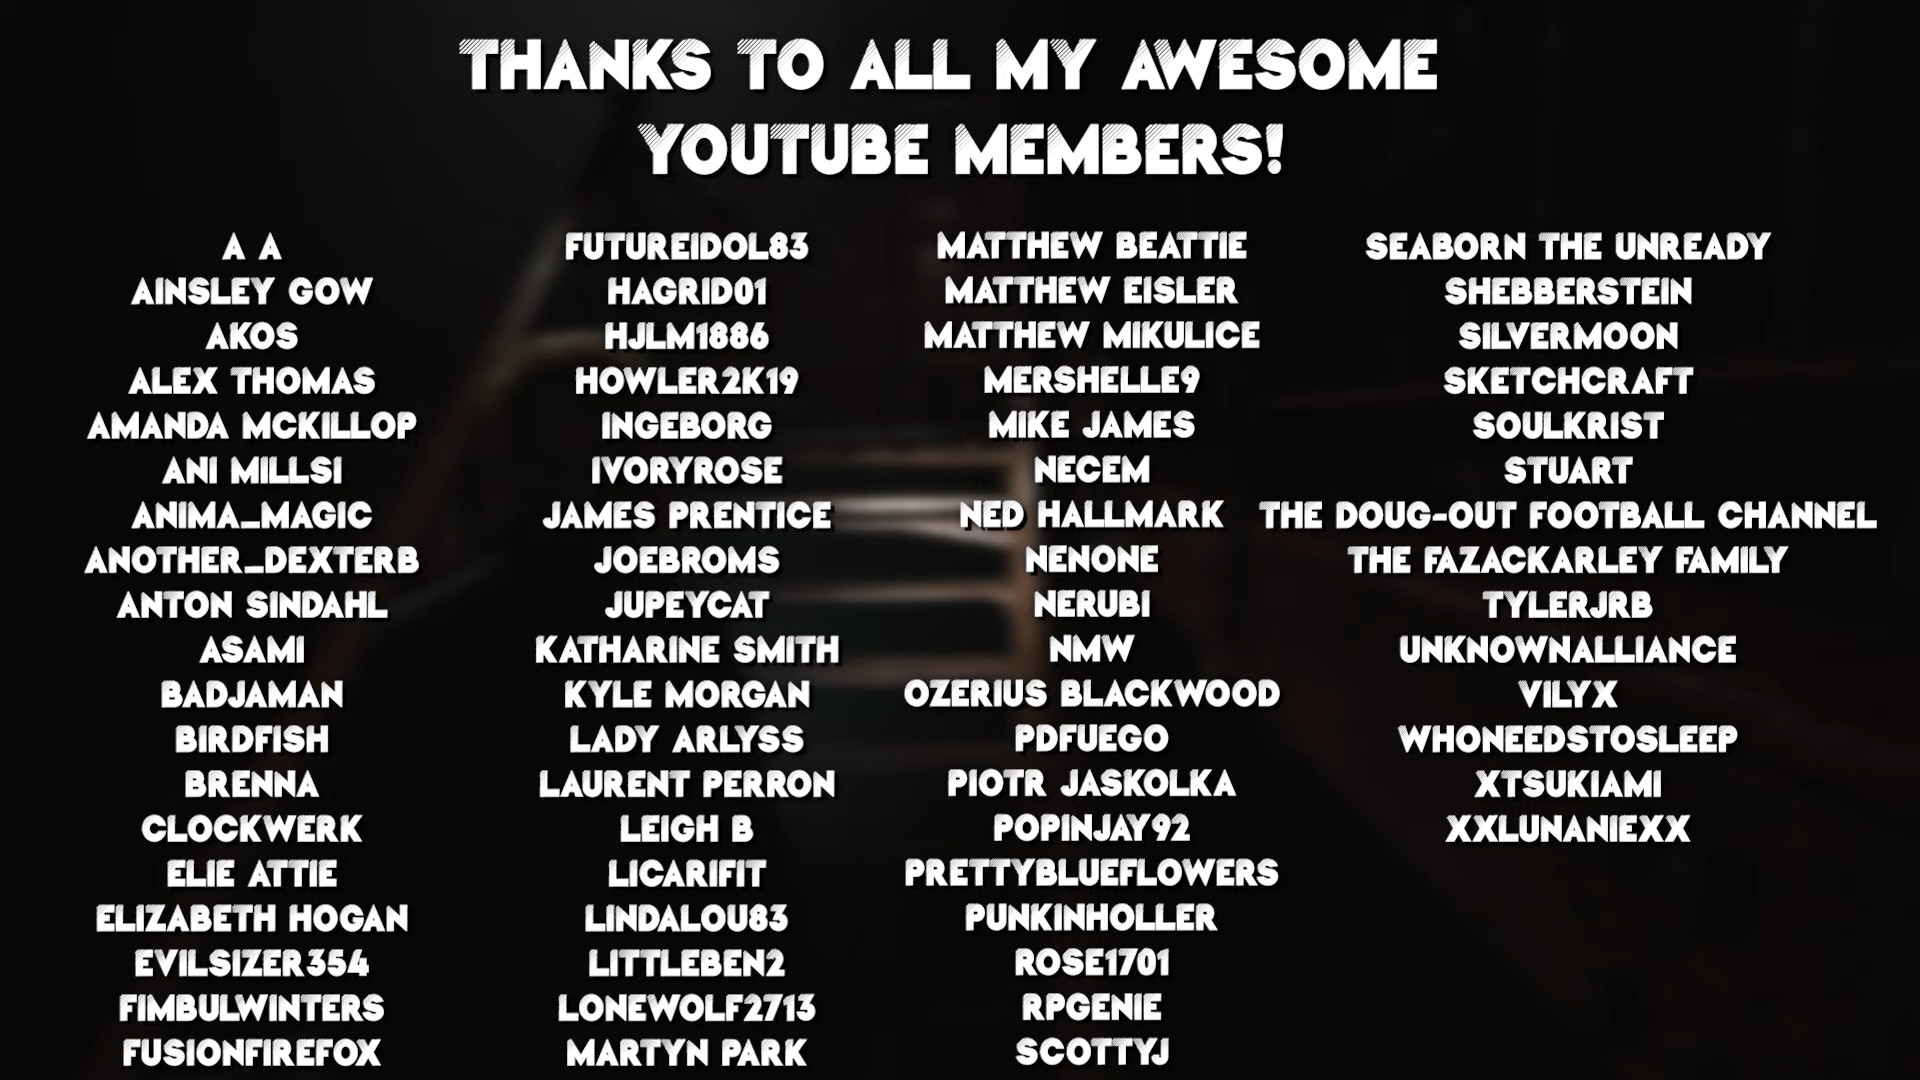 THANKS TO ALL MY AWESOME
YOUTUBE MEMBERS!
A A
AINSLEY GOW
AKOS
ALEX THOMAS
AMANDA MCKILLOP
ANI MILLSI
ANIMA_MAGIC
ANOTHER_DEXTERB
ANTON SINDAHL
ASAMI
BADJAMAN
BIRDFISH
BRENNA
CLOCKWERK
ELIE ATTIE
ELIZABETH HOGAN
EVILSIZER354
FIMBULWINTERS
FUSIONFIREFOX
FUTUREIDOL83
HAGRID01
HJLM1886
HOWLER2K19
INGEBORG
IVORYROSE
JAMES PRENTICE
JOEBROMS
JUPEYCAT
KATHARINE SMITH
KYLE MORGAN
LADY ARLYSS
LAURENT PERRON
LEIGH B
LICARIFIT
LINDALOU83
LITTLEBEN2
LONEWOLF2713
MARTYN PARK
MATTHEW BEATTIE
MATTHEW EISLER
MATTHEW MIKULICE
MERSHELLE9
MIKE JAMES
NECEM
NED HALLMARK
NENONE
NERUBI
NMW
OZERIUS BLACKWOOD
PDFUEGO
PIOTR JASKOLKA
POPINJAY92
PRETTYBLUEFLOWERS
PUNKINHOLLER
ROSE1701
RPGENIE
SCOTTYJ
SEABORN THE UNREADY
SHEBBERSTEIN
SILVERMOON
SKETCHCRAFT
SOULKRIST
STUART
THE DOUG-OUT FOOTBALL CHANNEL
THE FAZACKARLEY FAMILY
TYLERJRB
UNKNOWNALLIANCE
VILYX
WHONEEDSTOSLEEP
XTSUKIAMI
XXLUNANIEXX